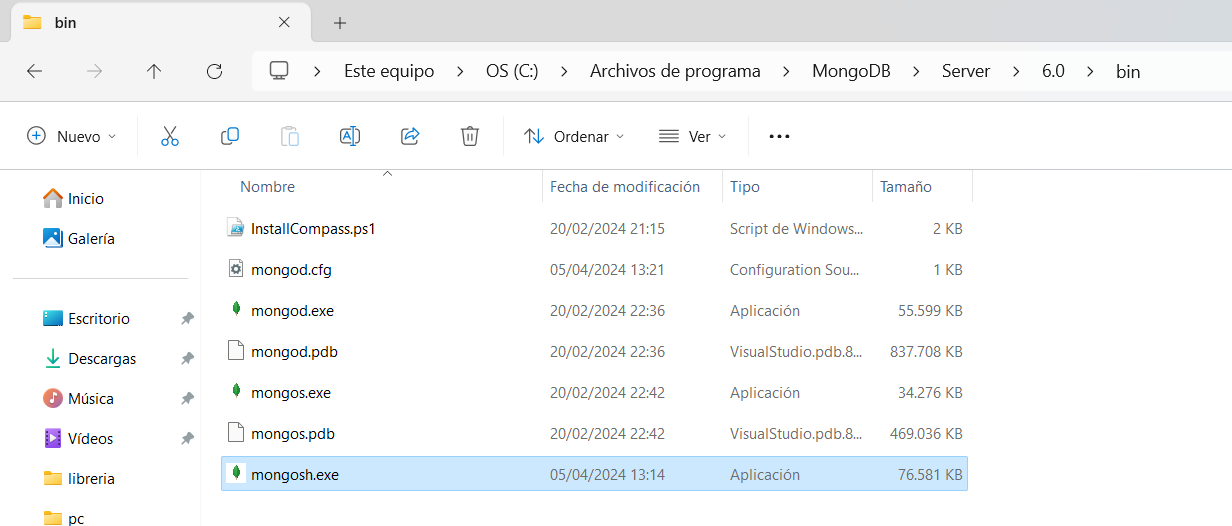 bin
Este equipo > OS (C:) > Archivos de programa > MongoDB > Server > 6.0 > bin
Nuevo Ordenar Ver
Nombre Fecha de modificación Tipo Tamaño
Inicio
Galería
Escritorio
Descargas
Música
Vídeos
libreria
pc
InstallCompass.ps1 20/02/2024 21:15 Script de Windows... 2 KB
mongod.cfg 05/04/2024 13:21 Configuration Sou... 1 KB
mongod.exe 20/02/2024 22:36 Aplicación 55.599 KB
mongod.pdb 20/02/2024 22:36 VisualStudio.pdb.8... 837.708 KB
mongos.exe 20/02/2024 22:42 Aplicación 34.276 KB
mongos.pdb 20/02/2024 22:42 VisualStudio.pdb.8... 469.036 KB
mongosh.exe 05/04/2024 13:14 Aplicación 76.581 KB